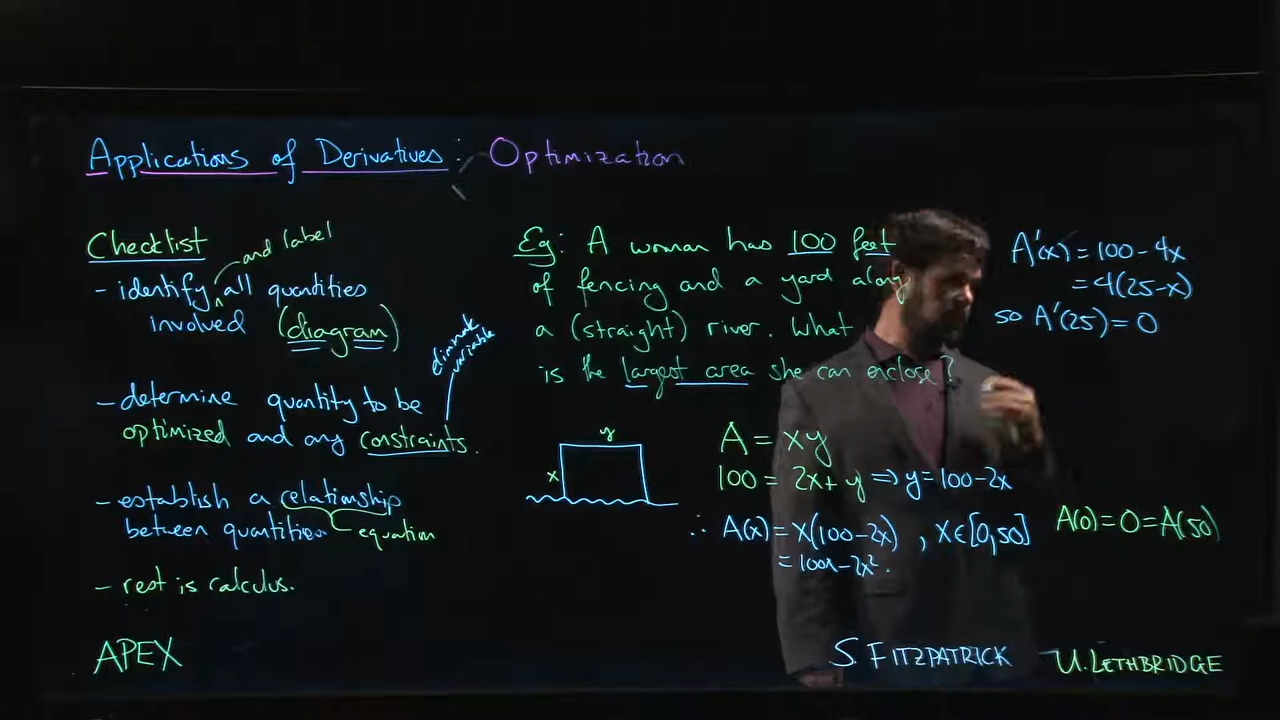 Applications of Derivatives: Optimization
Checklist
and label
- identify all quantities
involved (diagram)
eliminate
variable
- determine quantity to be
optimized and any constraints.
- establish a relationship
between quantities
equation
- rest is calculus.
APEX
Eg: A woman has 100 feet
of fencing and a yard along
a (straight) river. What
is the largest area she can enclose?
y
x
A = xy
100 = 2x + y ⇒ y = 100 - 2x
∴ A(x) = x(100 - 2x), x ∈ [0,50]
= 100x - 2x².
A'(x) = 100 - 4x
= 4(25 - x)
so A'(25) = 0
A(0) = 0 = A(50)
S. FITZPATRICK
U. LETHBRIDGE